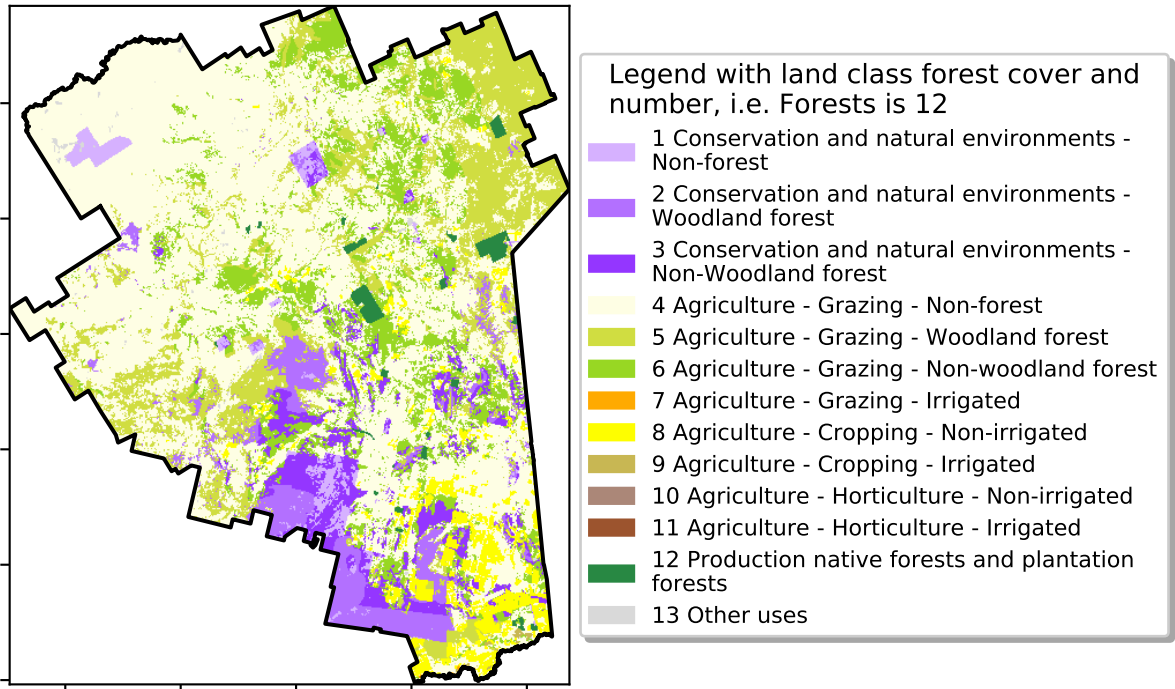 Legend with land class forest cover and
number, i.e. Forests is 12
1 Conservation and natural environments -
Non-forest
2 Conservation and natural environments -
Woodland forest
3 Conservation and natural environments -
Non-Woodland forest
4 Agriculture - Grazing - Non-forest
5 Agriculture - Grazing - Woodland forest
6 Agriculture - Grazing - Non-woodland forest
7 Agriculture - Grazing - Irrigated
8 Agriculture - Cropping - Non-irrigated
9 Agriculture - Cropping - Irrigated
10 Agriculture - Horticulture - Non-irrigated
11 Agriculture - Horticulture - Irrigated
12 Production native forests and plantation
forests
13 Other uses